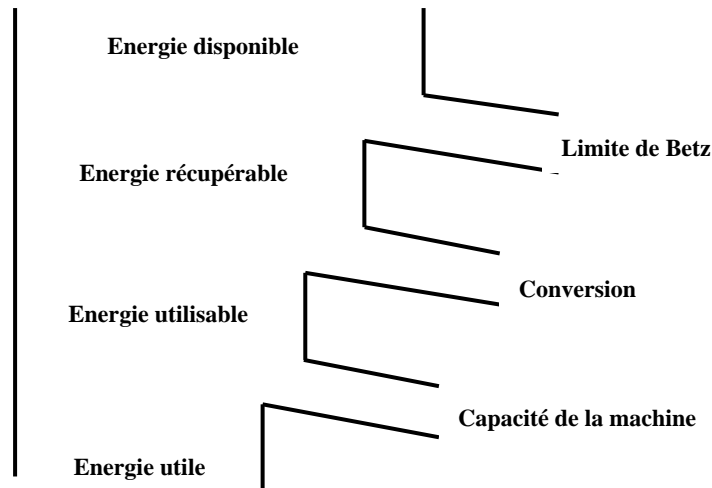 Energie disponible
Limite de Betz
Energie récupérable
Conversion
Energie utilisable
Capacité de la machine
Energie utile